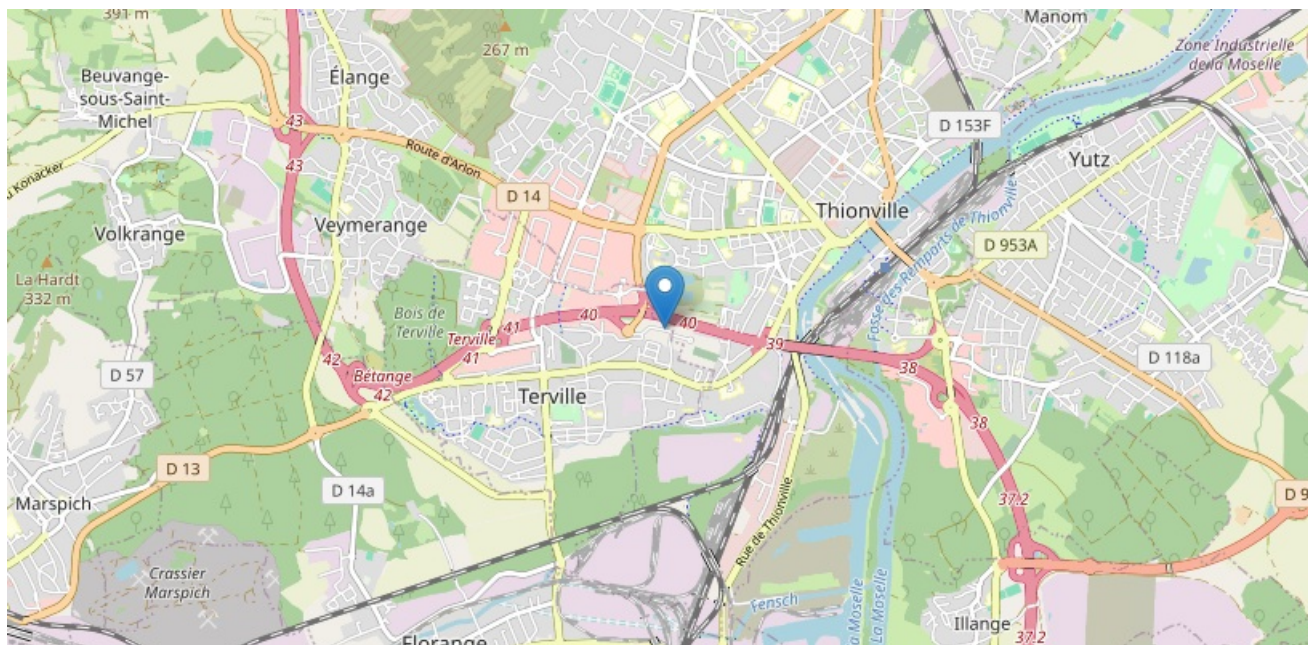 391 m
Manom
267 m
Zone Industrielle
de la Moselle
Beuvange-
sous-Saint-
Michel
Élange
43
D 153F
43
Route d'Arlon
Yutz
u Konacker
D 14
Thionville
Volkrange
Veymerange
Fossé des Remparts de Thionville
D 953A
La Hardt
332 m
Bois de
Terville
40
40
41
Terville
41
39
42
Bétange
42
38
D 118a
D 57
Terville
38
D 13
D 14a
Marspich
37.2
D 9
Rue de Thionville
Crassier
Marspich
Fensch
a Moselle
La Moselle
Illange
Florange
37.2